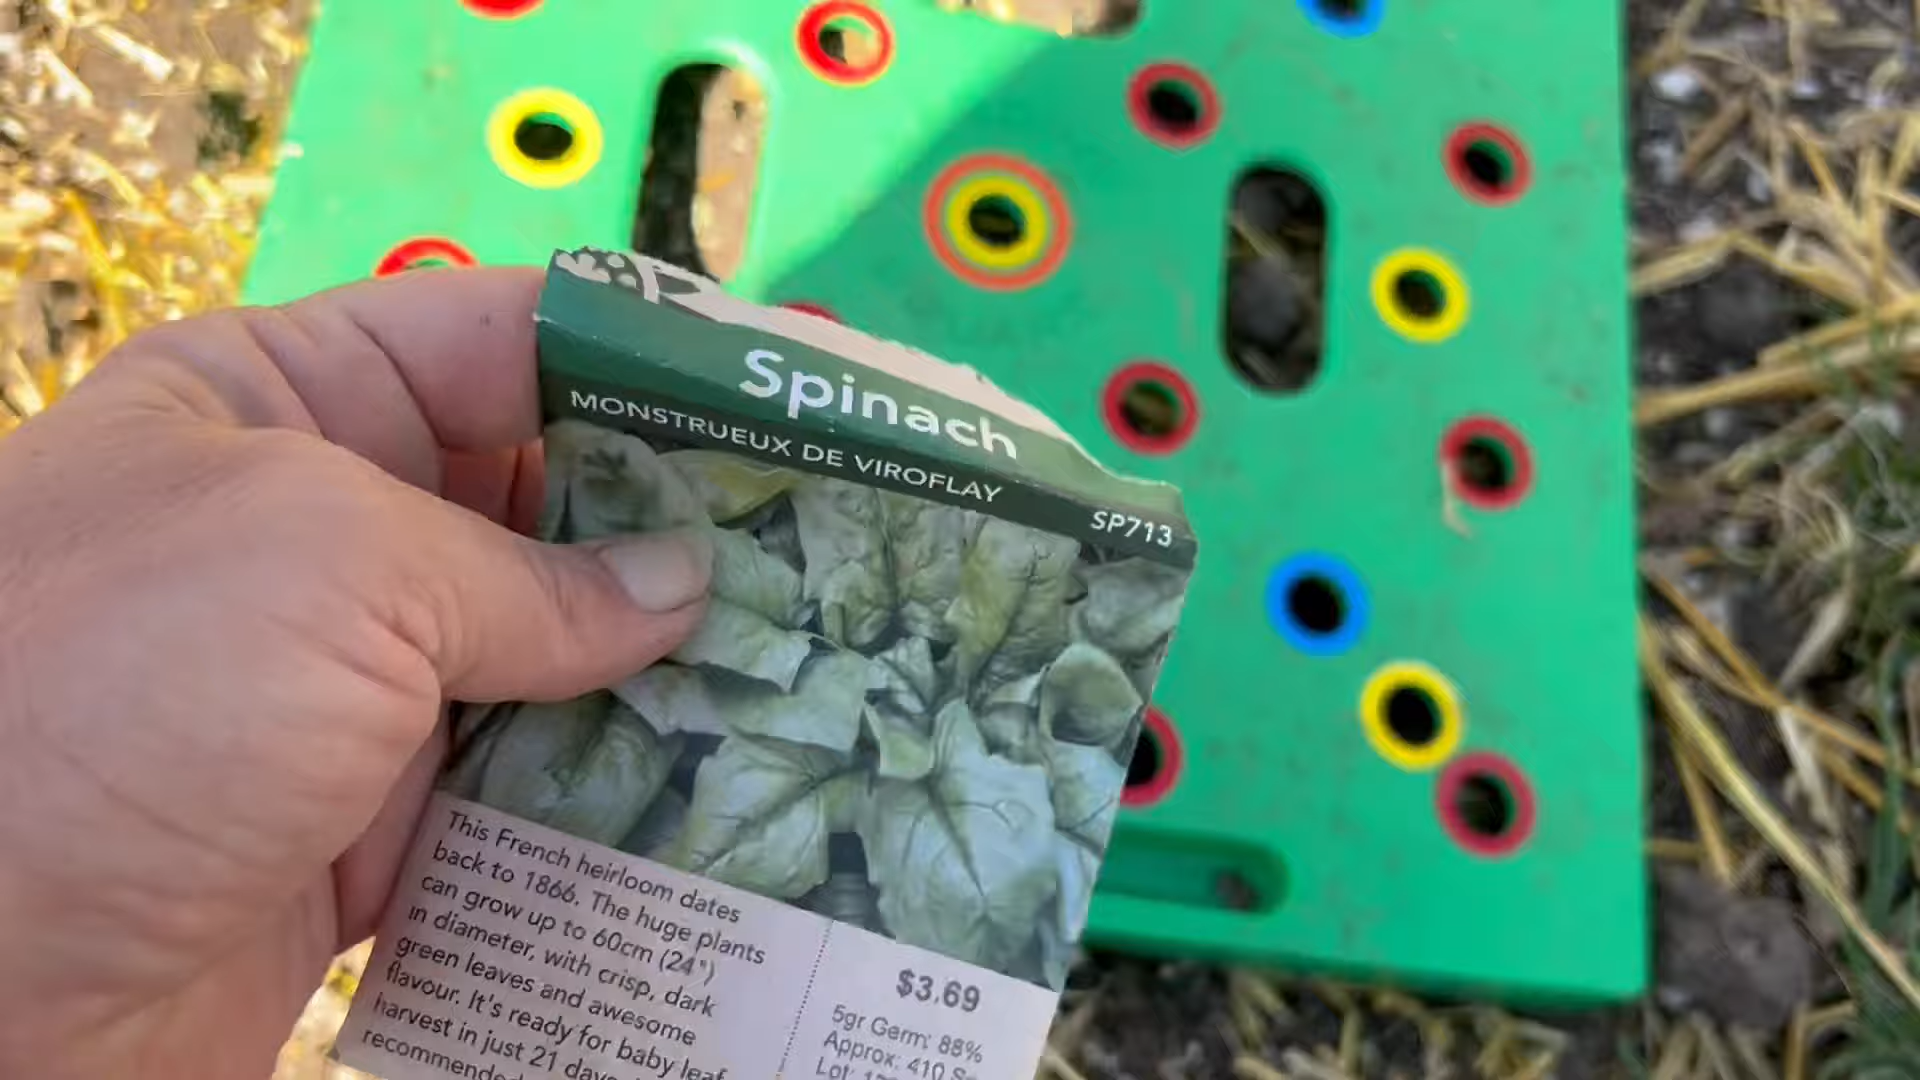 Spinach
MONSTRUEUX DE VIROFLAY
SP713
This French heirloom dates
back to 1866. The huge plants
can grow up to 60cm (24")
in diameter, with crisp, dark
green leaves and awesome
flavour. It's ready for baby leaf
harvest in just 21 days
recommended
$3.69
5gr Germ: 88%
Approx: 410
Lot: